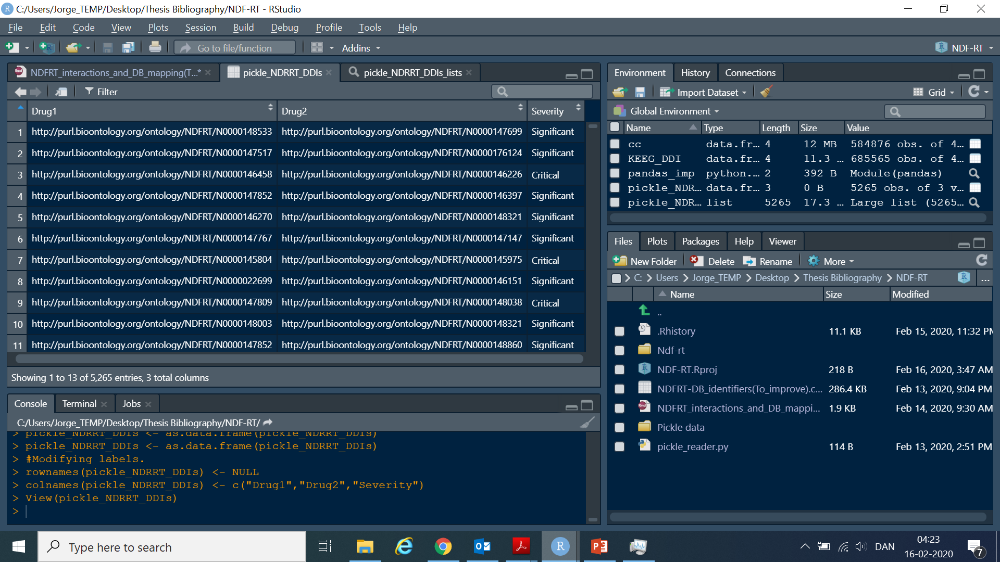 C:/Users/Jorge_TEMP/Desktop/Thesis Bibliography/NDF-RT - RStudio
File Edit Code View Plots Session Build Debug Profile Tools Help
Go to file/function Addins NDF-RT
NDFRT_interactions_and_DB_mapping(T...* pickle_NDRRT_DDIs pickle_NDRRT_DDIs_lists
Filter
Drug1 Drug2 Severity
1 http://purl.bioontology.org/ontology/NDFRT/N0000148533 http://purl.bioontology.org/ontology/NDFRT/N0000147699 Significant
2 http://purl.bioontology.org/ontology/NDFRT/N0000147517 http://purl.bioontology.org/ontology/NDFRT/N0000176124 Significant
3 http://purl.bioontology.org/ontology/NDFRT/N0000146458 http://purl.bioontology.org/ontology/NDFRT/N0000146226 Critical
4 http://purl.bioontology.org/ontology/NDFRT/N0000147852 http://purl.bioontology.org/ontology/NDFRT/N0000146397 Significant
5 http://purl.bioontology.org/ontology/NDFRT/N0000146270 http://purl.bioontology.org/ontology/NDFRT/N0000148321 Significant
6 http://purl.bioontology.org/ontology/NDFRT/N0000147767 http://purl.bioontology.org/ontology/NDFRT/N0000147147 Significant
7 http://purl.bioontology.org/ontology/NDFRT/N0000145804 http://purl.bioontology.org/ontology/NDFRT/N0000145975 Critical
8 http://purl.bioontology.org/ontology/NDFRT/N0000022699 http://purl.bioontology.org/ontology/NDFRT/N0000146151 Significant
9 http://purl.bioontology.org/ontology/NDFRT/N0000147809 http://purl.bioontology.org/ontology/NDFRT/N0000148038 Critical
10 http://purl.bioontology.org/ontology/NDFRT/N0000148003 http://purl.bioontology.org/ontology/NDFRT/N0000148321 Significant
11 http://purl.bioontology.org/ontology/NDFRT/N0000147852 http://purl.bioontology.org/ontology/NDFRT/N0000148860 Significant
Showing 1 to 13 of 5,265 entries, 3 total columns
Console Terminal Jobs
C:/Users/Jorge_TEMP/Desktop/Thesis Bibliography/NDF-RT/
> pickle_NDRRT_DDIs <- as.data.frame(pickle_NDRRT_DDIs)
> pickle_NDRRT_DDIs <- as.data.frame(pickle_NDRRT_DDIs)
> #Modifying labels.
> rownames(pickle_NDRRT_DDIs) <- NULL
> colnames(pickle_NDRRT_DDIs) <- c("Drug1","Drug2","Severity")
> View(pickle_NDRRT_DDIs)
>
Environment History Connections
Import Dataset Grid
Global Environment
Name Type Length Size Value
cc data.fr... 4 12 MB 584876 obs. of 4...
KEEG_DDI data.fr... 4 11.3 ... 685565 obs. of 4...
pandas_imp python.... 2 392 B Module(pandas)
pickle_NDR... data.fr... 3 0 B 5265 obs. of 3 v...
pickle_NDR... list 5265 17.3 ... Large list (5265...
Files Plots Packages Help Viewer
New Folder Delete Rename More
C: Users Jorge_TEMP Desktop Thesis Bibliography NDF-RT ...
Name Size Modified
..
.Rhistory 11.1 KB Feb 15, 2020, 11:32 PM
Ndf-rt
NDF-RT.Rproj 218 B Feb 16, 2020, 3:47 AM
NDFRT-DB_identifiers(To_improve).c... 286.4 KB Feb 13, 2020, 9:04 PM
NDFRT_interactions_and_DB_mappi... 1.9 KB Feb 14, 2020, 9:30 AM
Pickle data
pickle_reader.py 114 B Feb 13, 2020, 2:51 PM
Type here to search
DAN
04:23
16-02-2020
7